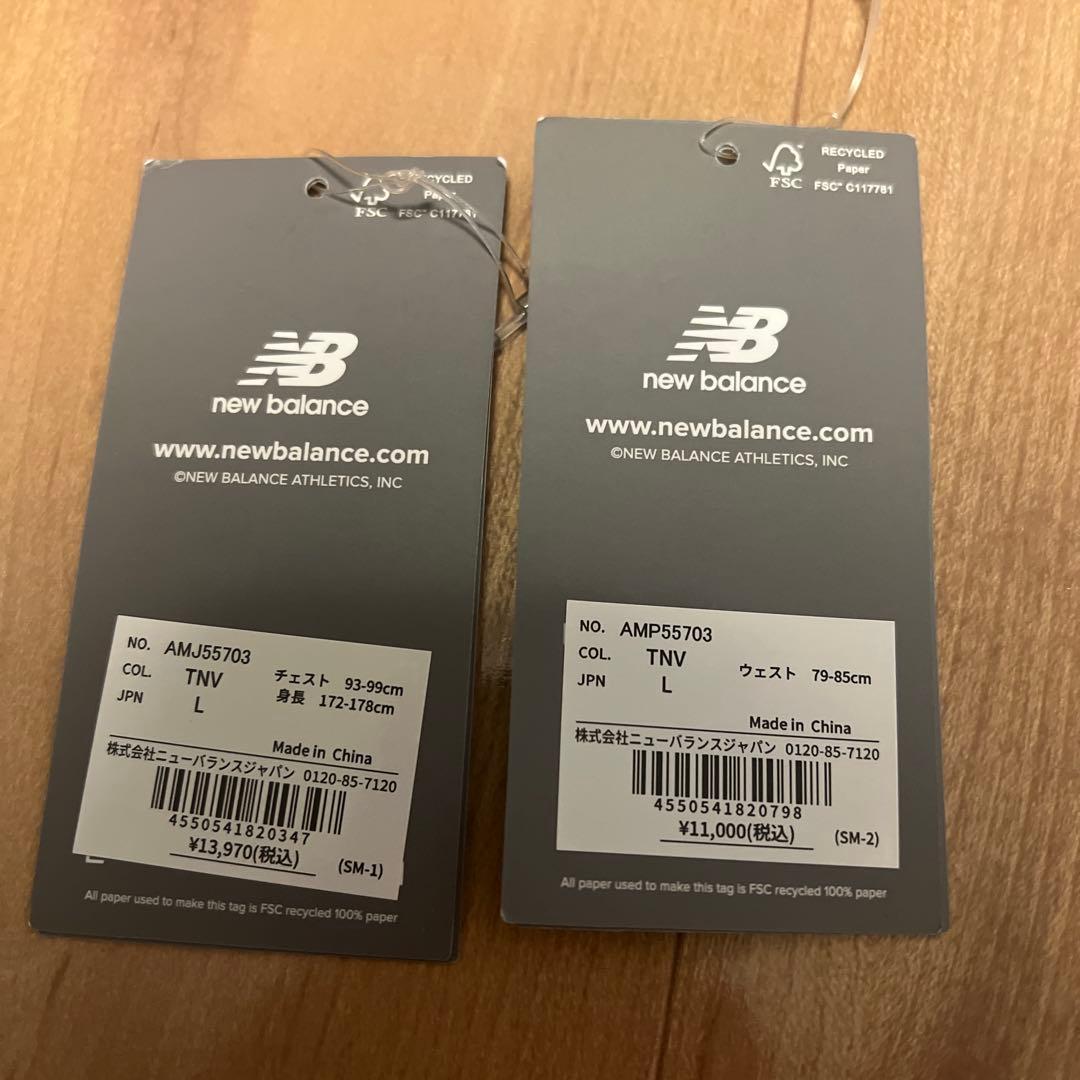 RECYCLED
Paper
FSC
FSC® C117781
NB
new balance
www.newbalance.com
©NEW BALANCE ATHLETICS, INC
NO. AMJ55703
COL. TNV
JPN L
チェスト 93-99cm
身長 172-178cm
Made in China
株式会社ニューバランスジャパン 0120-85-7120
4550541820347
¥13,970(税込)
(SM-1)
All paper used to make this tag is FSC recycled 100% paper
RECYCLED
Paper
FSC
FSC® C117781
NB
new balance
www.newbalance.com
©NEW BALANCE ATHLETICS, INC
NO. AMP55703
COL. TNV
JPN L
ウェスト 79-85cm
Made in China
株式会社ニューバランスジャパン 0120-85-7120
4550541820798
¥11,000(税込)
(SM-2)
All paper used to make this tag is FSC recycled 100% paper